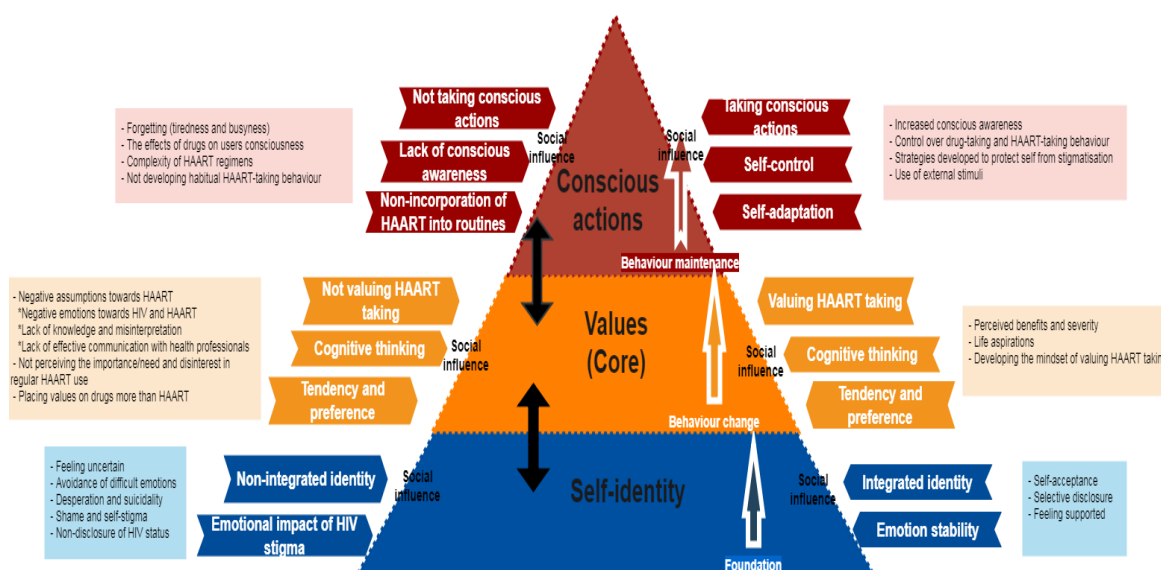 Not taking conscious
actions
Lack of conscious
awareness
Non-incorporation of
HAART into routines
- Forgetting (tiredness and busyness)
- The effects of drugs on users consciousness
- Complexity of HAART regimens
- Not developing habitual HAART-taking behaviour
Social
influence
Conscious
actions
Social
influence
Taking conscious
actions
Self-control
Self-adaptation
- Increased conscious awareness
- Control over drug-taking and HAART-taking behaviour
- Strategies developed to protect self from stigmatisation
- Use of external stimuli
Behaviour maintenance
- Negative assumptions towards HAART
*Negative emotions towards HIV and HAART
*Lack of knowledge and misinterpretation
*Lack of effective communication with health professionals
- Not perceiving the importance/need and disinterest in
regular HAART use
- Placing values on drugs more than HAART
Not valuing HAART
taking
Cognitive thinking
Tendency and
preference
Social
influence
Values
(Core)
Social
influence
Valuing HAART taking
Cognitive thinking
Tendency and
preference
- Perceived benefits and severity
- Life aspirations
- Developing the mindset of valuing HAART takin
Behaviour change
- Feeling uncertain
- Avoidance of difficult emotions
- Desperation and suicidality
- Shame and self-stigma
- Non-disclosure of HIV status
Non-integrated identity
Emotional impact of HIV
stigma
Social
influence
Self-identity
Social
influence
Integrated identity
Emotion stability
- Self-acceptance
- Selective disclosure
- Feeling supported
Foundation